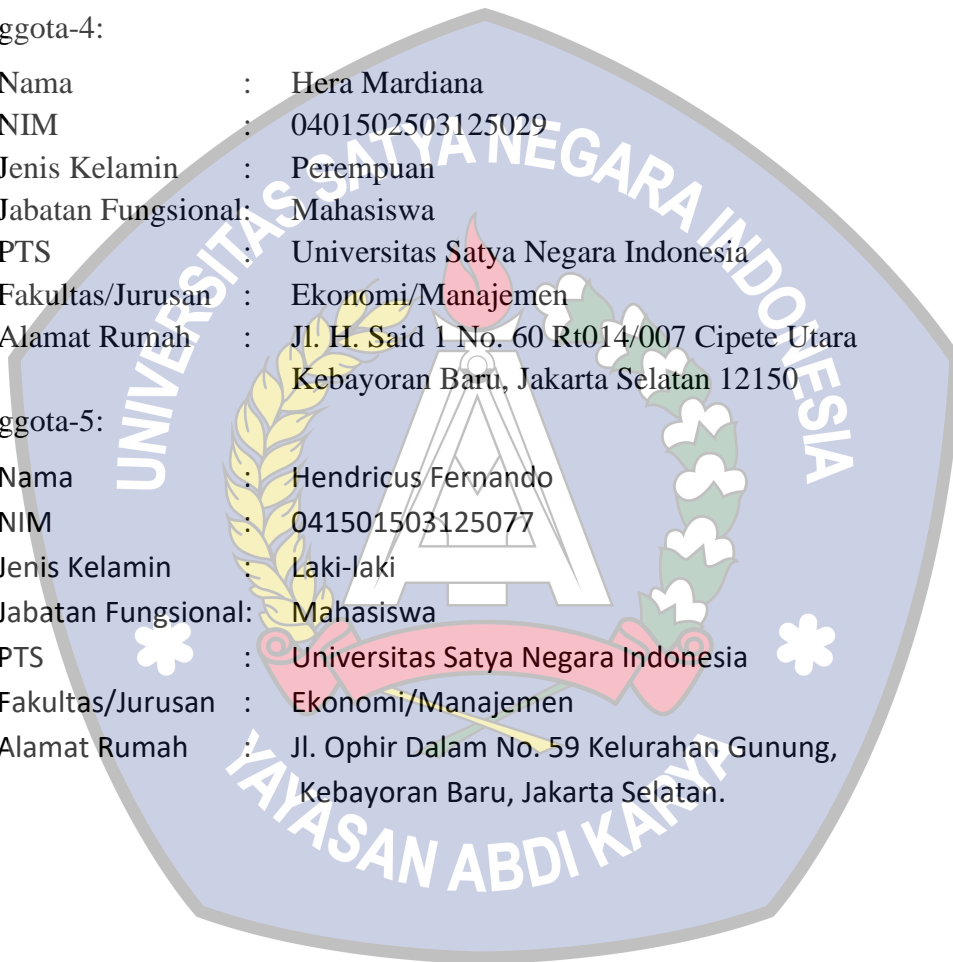 ggota-4:
Nama : Hera Mardiana
NIM : 0401502503125029
Jenis Kelamin : Perempuan
Jabatan Fungsional: Mahasiswa
PTS : Universitas Satya Negara Indonesia
Fakultas/Jurusan : Ekonomi/Manajemen
Alamat Rumah : Jl. H. Said 1 No. 60 Rt014/007 Cipete Utara
Kebayoran Baru, Jakarta Selatan 12150
ggota-5:
Nama : Hendricus Fernando
NIM : 041501503125077
Jenis Kelamin : Laki-laki
Jabatan Fungsional: Mahasiswa
PTS : Universitas Satya Negara Indonesia
Fakultas/Jurusan : Ekonomi/Manajemen
Alamat Rumah : Jl. Ophir Dalam No. 59 Kelurahan Gunung,
Kebayoran Baru, Jakarta Selatan.
UNIVERSITAS SATYA NEGARA INDONESIA
YAYASAN ABDI KARYA